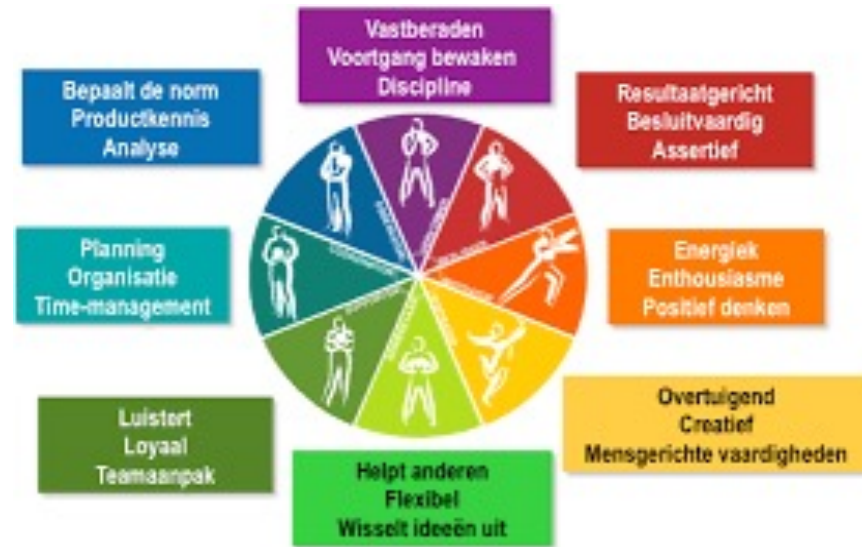 Vastberaden
Voortgang bewaken
Discipline
Bepaalt de norm
Productkennis
Analyse
Resultaatgericht
Besluitvaardig
Assertief
Planning
Organisatie
Time-management
Energiek
Enthousiasme
Positief denken
Luistert
Loyaal
Teamaanpak
Overtuigend
Creatief
Mensgerichte vaardigheden
Helpt anderen
Flexibel
Wisselt ideeën uit